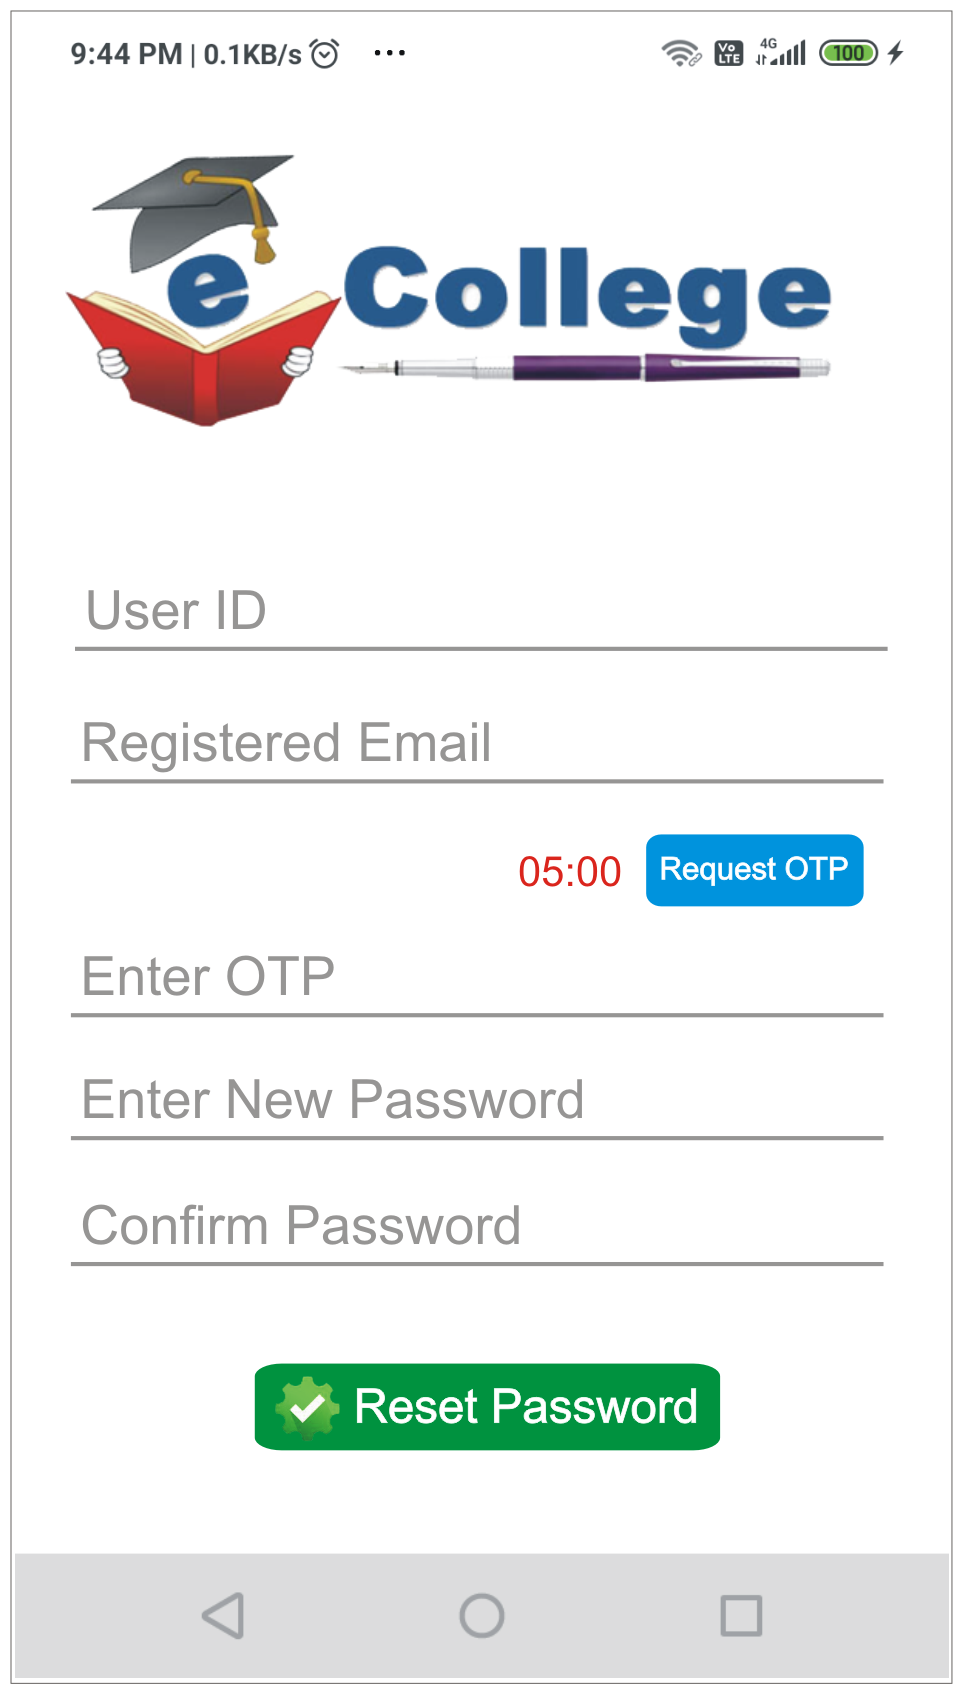 9:44 PM | 0.1KB/s ... Vo LTE 4G 100
e College
User ID
Registered Email
05:00 Request OTP
Enter OTP
Enter New Password
Confirm Password
Reset Password